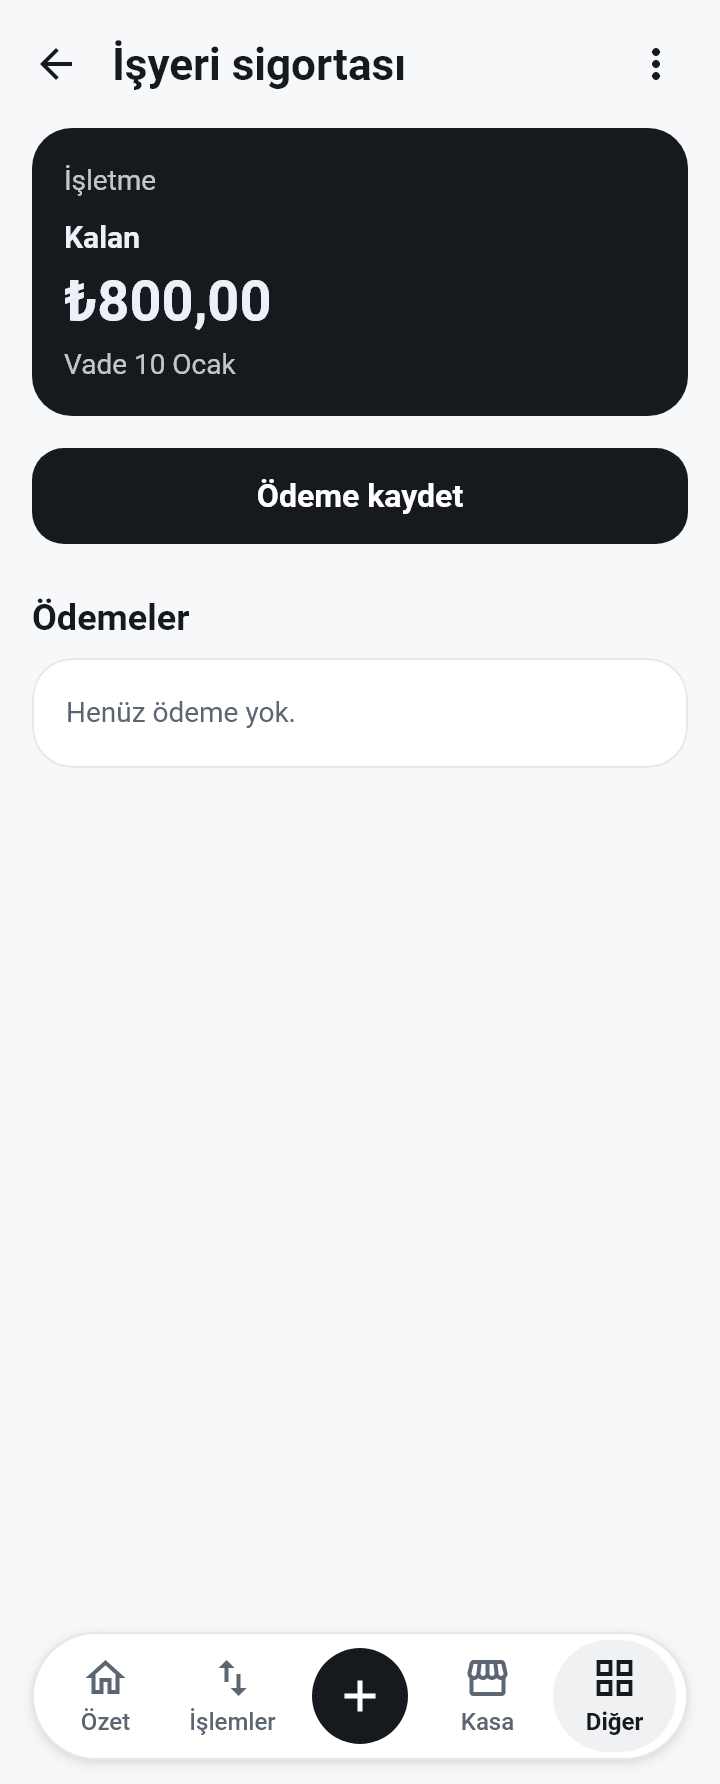 İşyeri sigortası
İşletme
Kalan
₺800,00
Vade 10 Ocak
Ödeme kaydet
Ödemeler
Henüz ödeme yok.
Özet
İşlemler
Kasa
Diğer